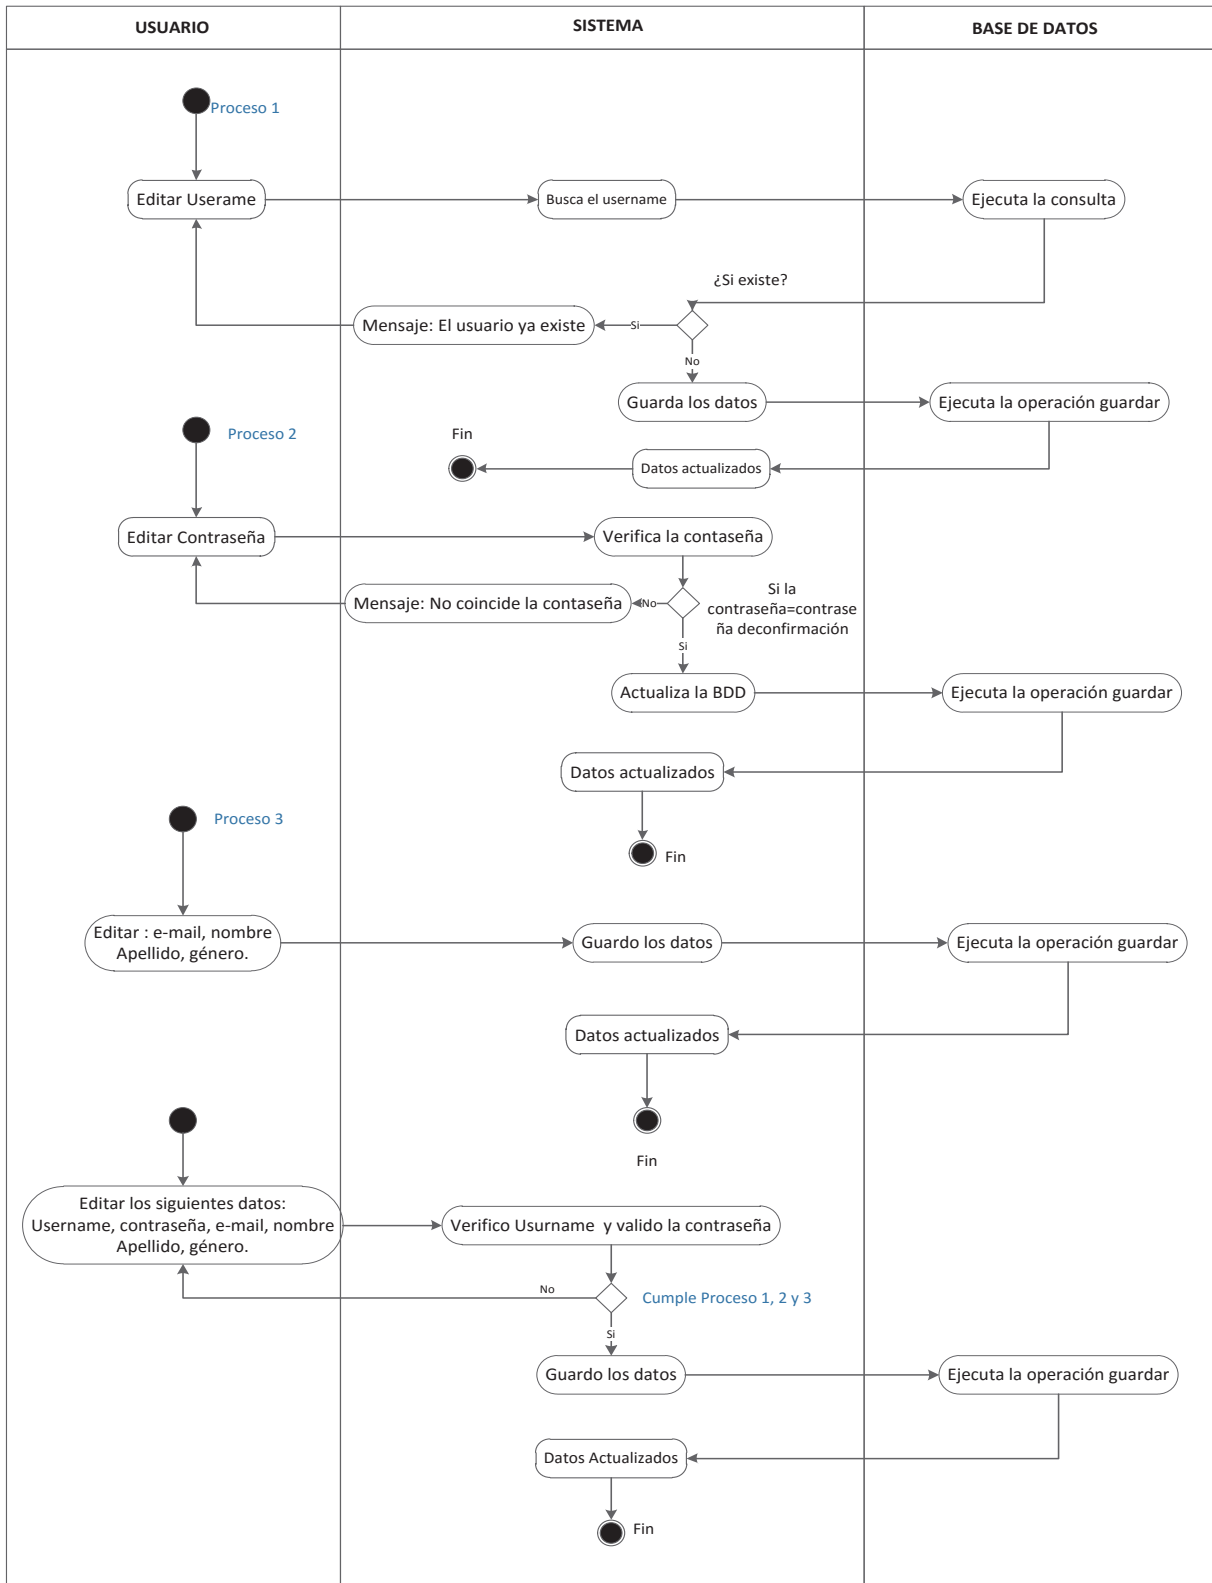 USUARIO
SISTEMA
BASE DE DATOS
Proceso 1
Editar Userame
Busca el username
Ejecuta la consulta
¿Si existe?
Mensaje: El usuario ya existe
Si
No
Guarda los datos
Ejecuta la operación guardar
Proceso 2
Fin
Datos actualizados
Editar Contraseña
Verifica la contaseña
Mensaje: No coincide la contaseña
No
Si la
contraseña=contrase
ña deconfirmación
Si
Actualiza la BDD
Ejecuta la operación guardar
Datos actualizados
Proceso 3
Fin
Editar : e-mail, nombre
Apellido, género.
Guardo los datos
Ejecuta la operación guardar
Datos actualizados
Fin
Editar los siguientes datos:
Username, contraseña, e-mail, nombre
Apellido, género.
Verifico Usurname y valido la contraseña
No
Cumple Proceso 1, 2 y 3
Si
Guardo los datos
Ejecuta la operación guardar
Datos Actualizados
Fin